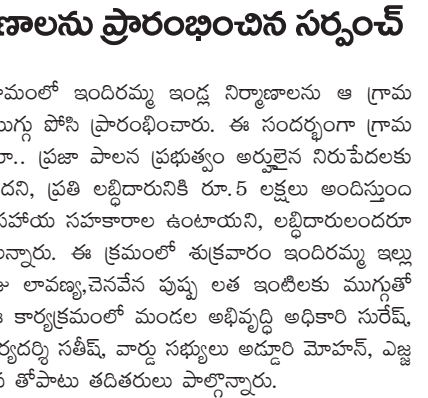 ణాలను ప్రారంభించిన సర్పంచ్
ామంలో ఇందిరమ్మ ఇండ్ల నిర్మాణాలను ఆ గ్రామ
ముగ్గు పోసి ప్రారంభించారు. ఈ సందర్భంగా గ్రామ
ూ.. ప్రజా పాలన ప్రభుత్వం అర్హులైన నిరుపేదలకు
దని, ప్రతి లబ్ధిదారునికి రూ.5 లక్షలు అందిస్తుంద
సహాయ సహకారాల ఉంటాయని, లబ్ధిదారులందరూ
లన్నారు. ఈ క్రమంలో శుక్రవారం ఇందిరమ్మ ఇల్లు
లావణ్య,చెనవేన పుష్ప లత ఇంటిలకు ముగ్గుతో
కార్యక్రమంలో మండల అభివృద్ధి అధికారి సురేష్,
ర్యదర్శి సతీష్, వార్డు సభ్యులు అడ్డూరి మోహన్, ఎజ్జ
తోపాటు తదితరులు పాల్గొన్నారు.